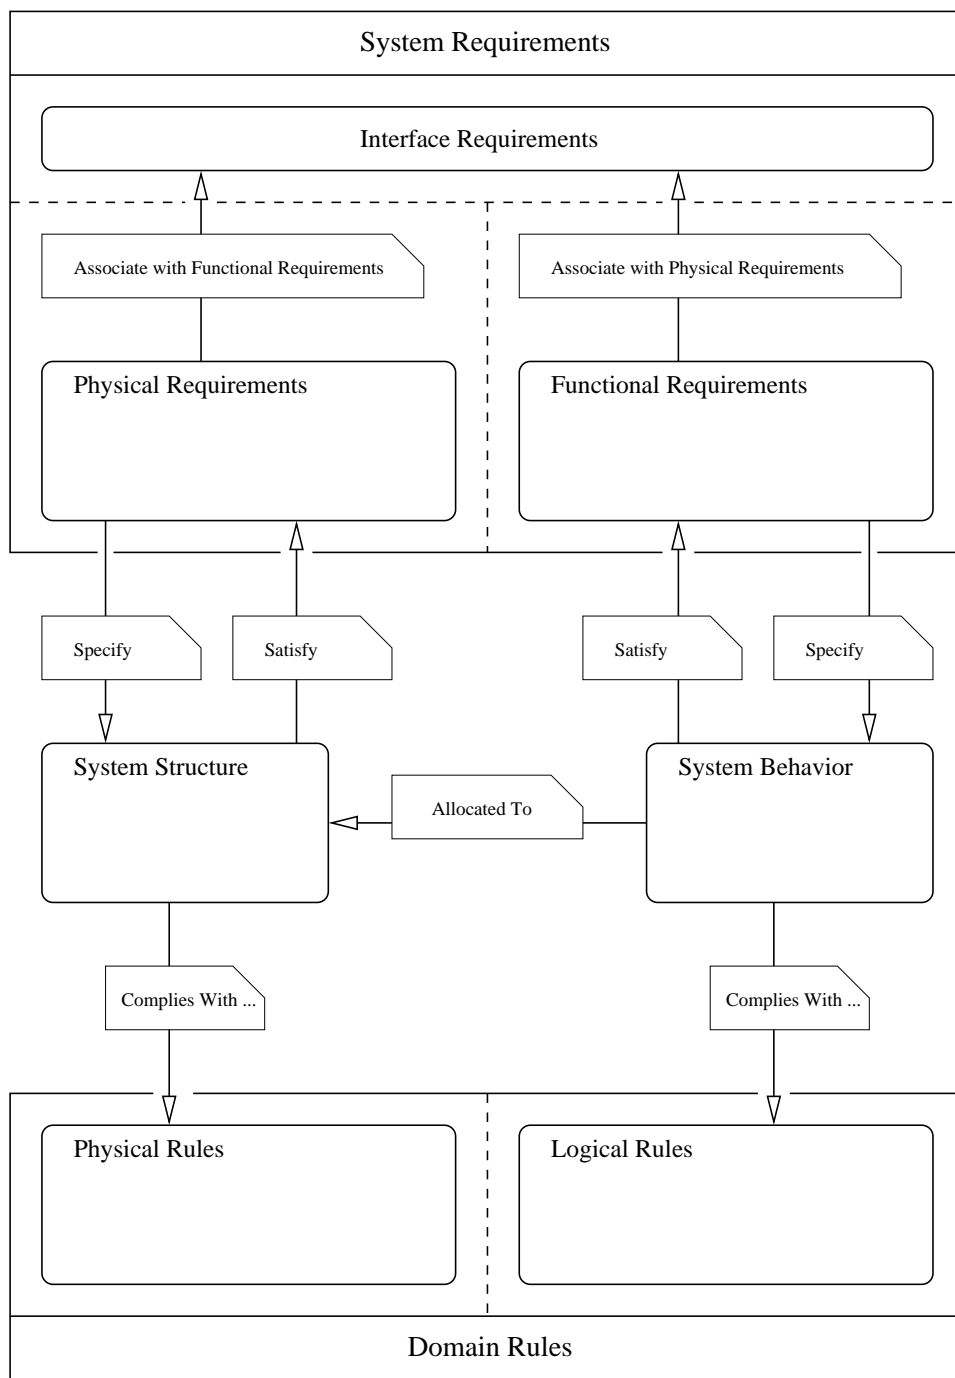 System Requirements
Interface Requirements
Associate with Functional Requirements
Associate with Physical Requirements
Physical Requirements
Functional Requirements
Specify
Satisfy
Satisfy
Specify
System Structure
System Behavior
Allocated To
Complies With ...
Complies With ...
Physical Rules
Logical Rules
Domain Rules